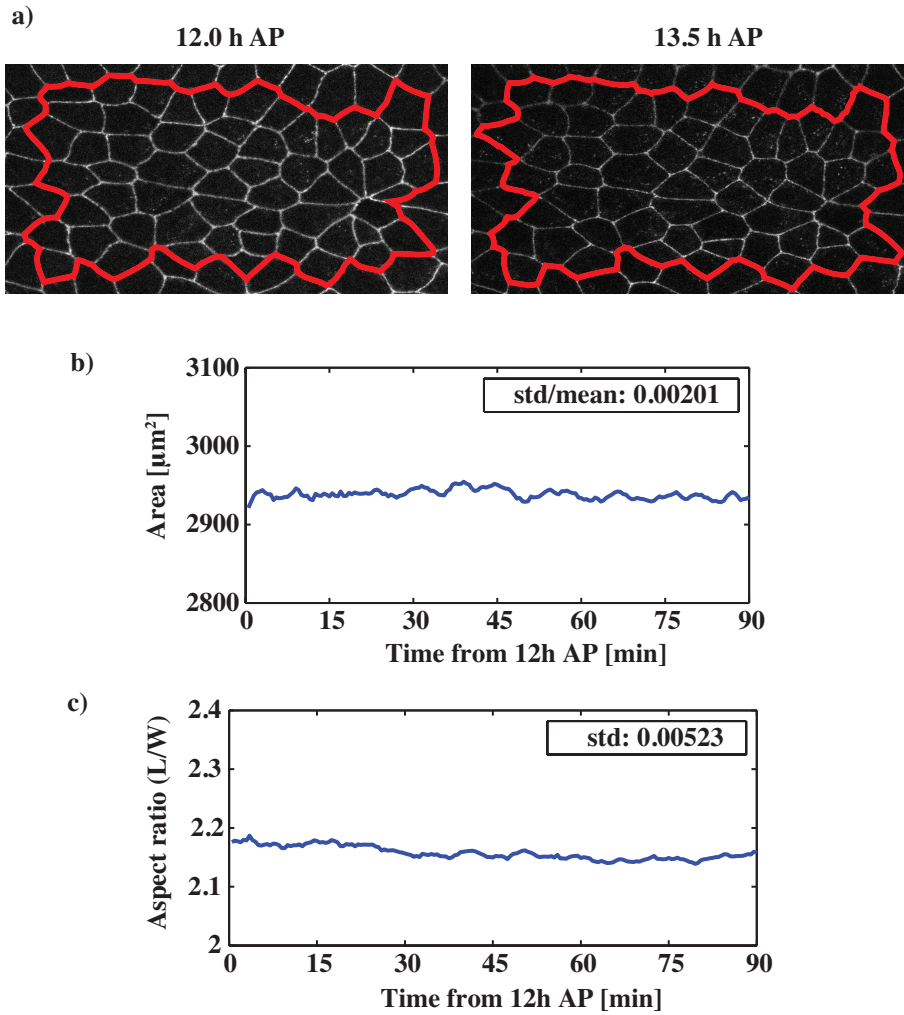 a)
12.0 h AP
13.5 h AP
b)
3100
3000
2900
2800
Area [µm²]
std/mean: 0.00201
0 15 30 45 60 75 90
Time from 12h AP [min]
c)
2.4
2.3
2.2
2.1
2
Aspect ratio (L/W)
std: 0.00523
0 15 30 45 60 75 90
Time from 12h AP [min]